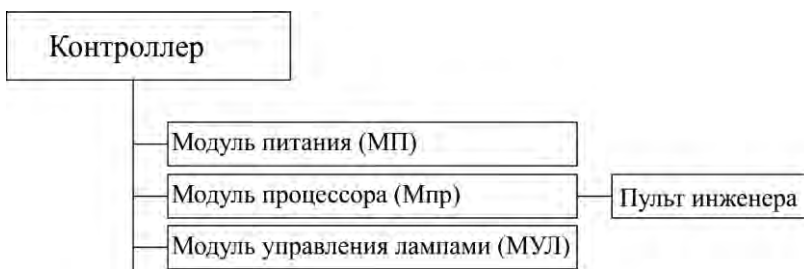 Контроллер
Модуль питания (МП)
Модуль процессора (Мпр)
Пульт инженера
Модуль управления лампами (МУЛ)